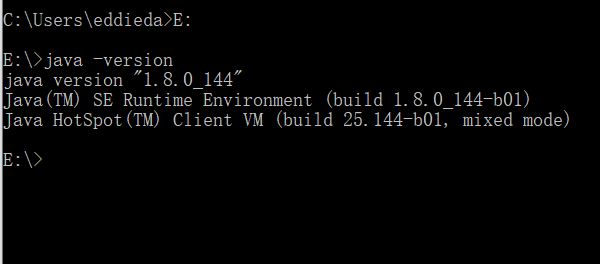 C:\Users\eddieda>E:
E:\>java -version
java version "1.8.0_144"
Java(TM) SE Runtime Environment (build 1.8.0_144-b01)
Java HotSpot(TM) Client VM (build 25.144-b01, mixed mode)
E:\>